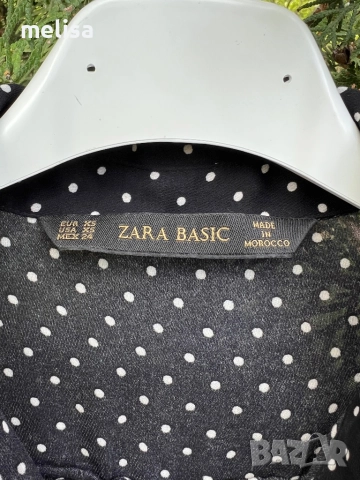 melisa
EUR XS
USA XS
MEX 24
ZARA BASIC
MADE
IN
MOROCCO
BAZAR